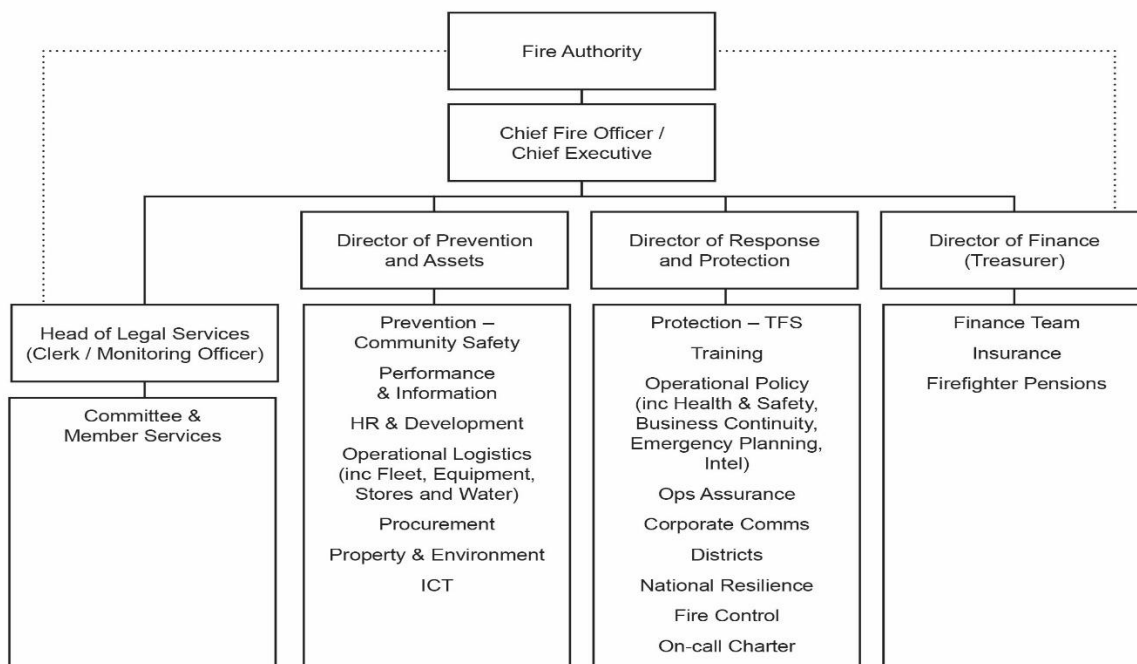 Fire Authority
Chief Fire Officer /
Chief Executive
Director of Prevention
and Assets
Director of Response
and Protection
Director of Finance
(Treasurer)
Head of Legal Services
(Clerk / Monitoring Officer)
Committee &
Member Services
Prevention –
Community Safety
Performance
& Information
HR & Development
Operational Logistics
(inc Fleet, Equipment,
Stores and Water)
Procurement
Property & Environment
ICT
Protection – TFS
Training
Operational Policy
(inc Health & Safety,
Business Continuity,
Emergency Planning,
Intel)
Ops Assurance
Corporate Comms
Districts
National Resilience
Fire Control
On-call Charter
Finance Team
Insurance
Firefighter Pensions